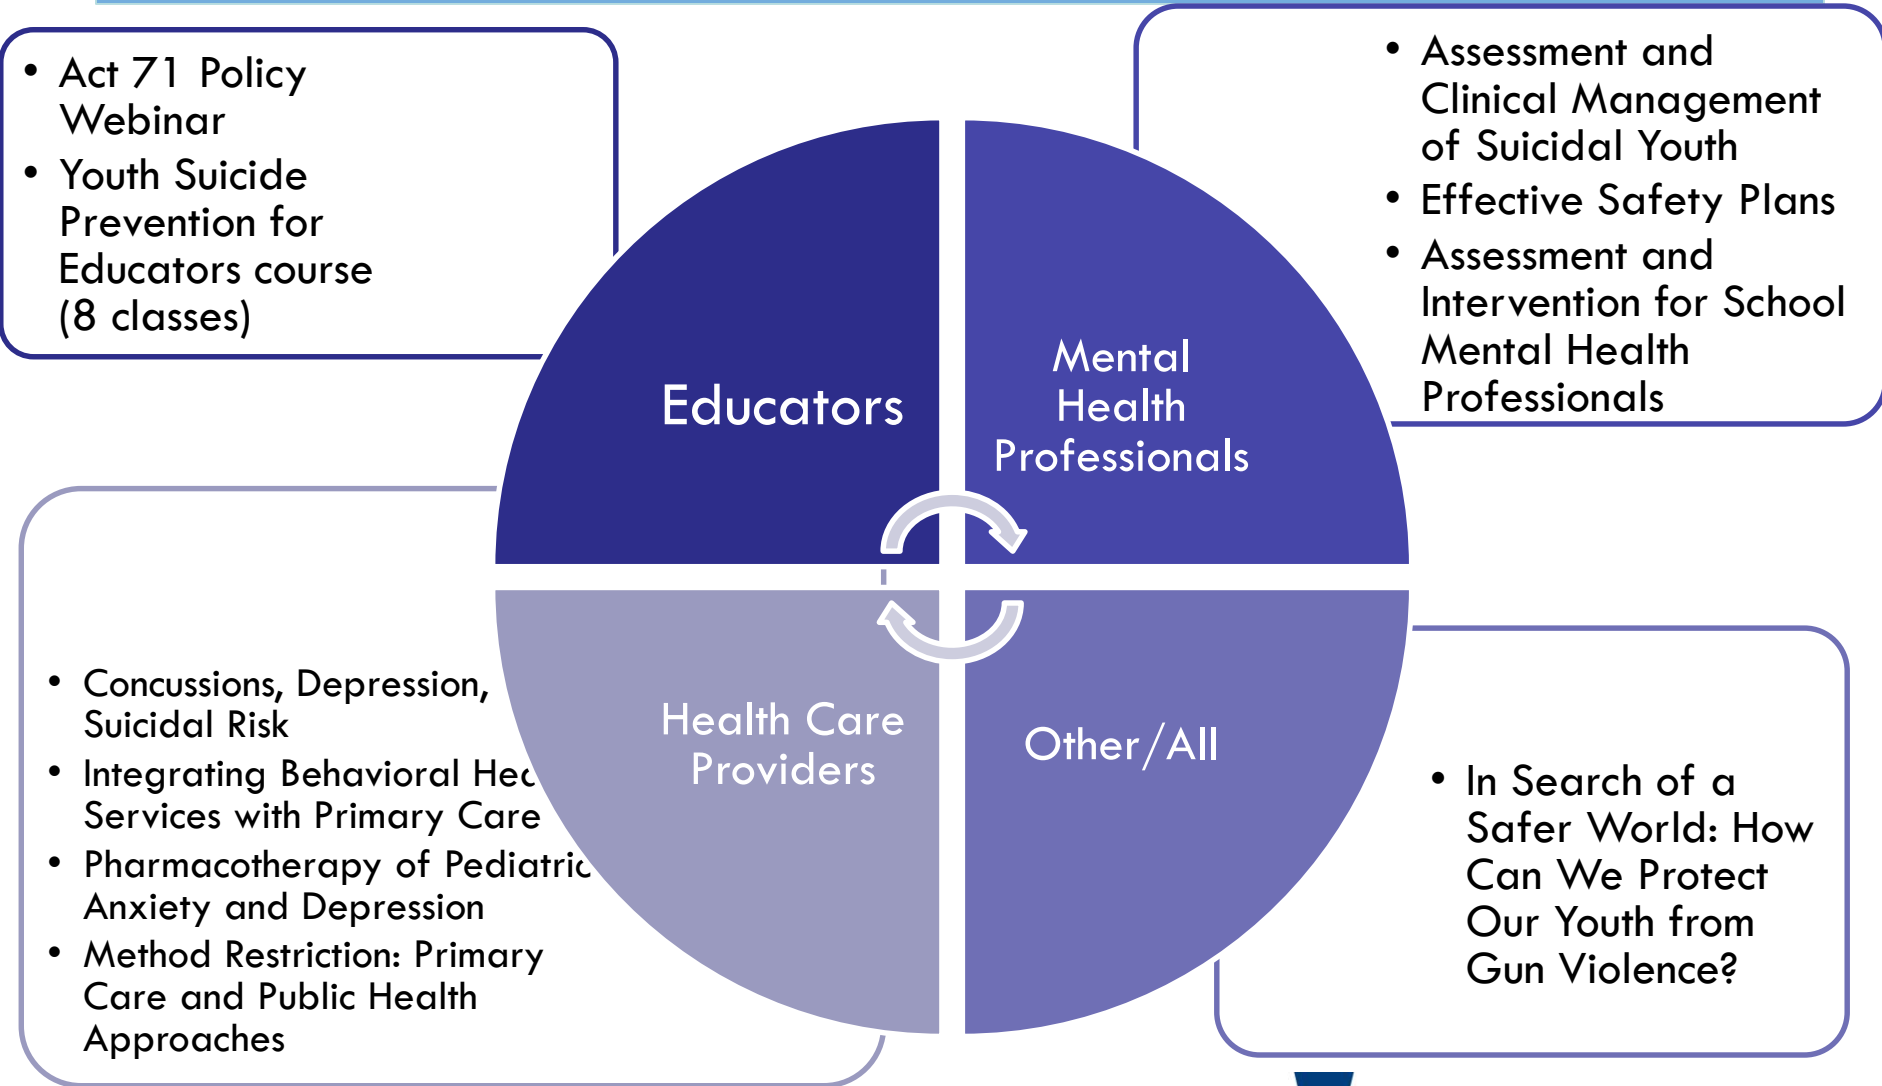 • Act 71 Policy
Webinar
• Youth Suicide
Prevention for
Educators course
(8 classes)
• Assessment and
Clinical Management
of Suicidal Youth
• Effective Safety Plans
• Assessment and
Intervention for School
Mental Health
Professionals
Educators
Mental
Health
Professionals
Health Care
Providers
Other/All
• Concussions, Depression,
Suicidal Risk
• Integrating Behavioral
Services with Primary Care
• Pharmacotherapy of Pediatric
Anxiety and Depression
• Method Restriction: Primary
Care and Public Health
Approaches
• In Search of a
Safer World: How
Can We Protect
Our Youth from
Gun Violence?